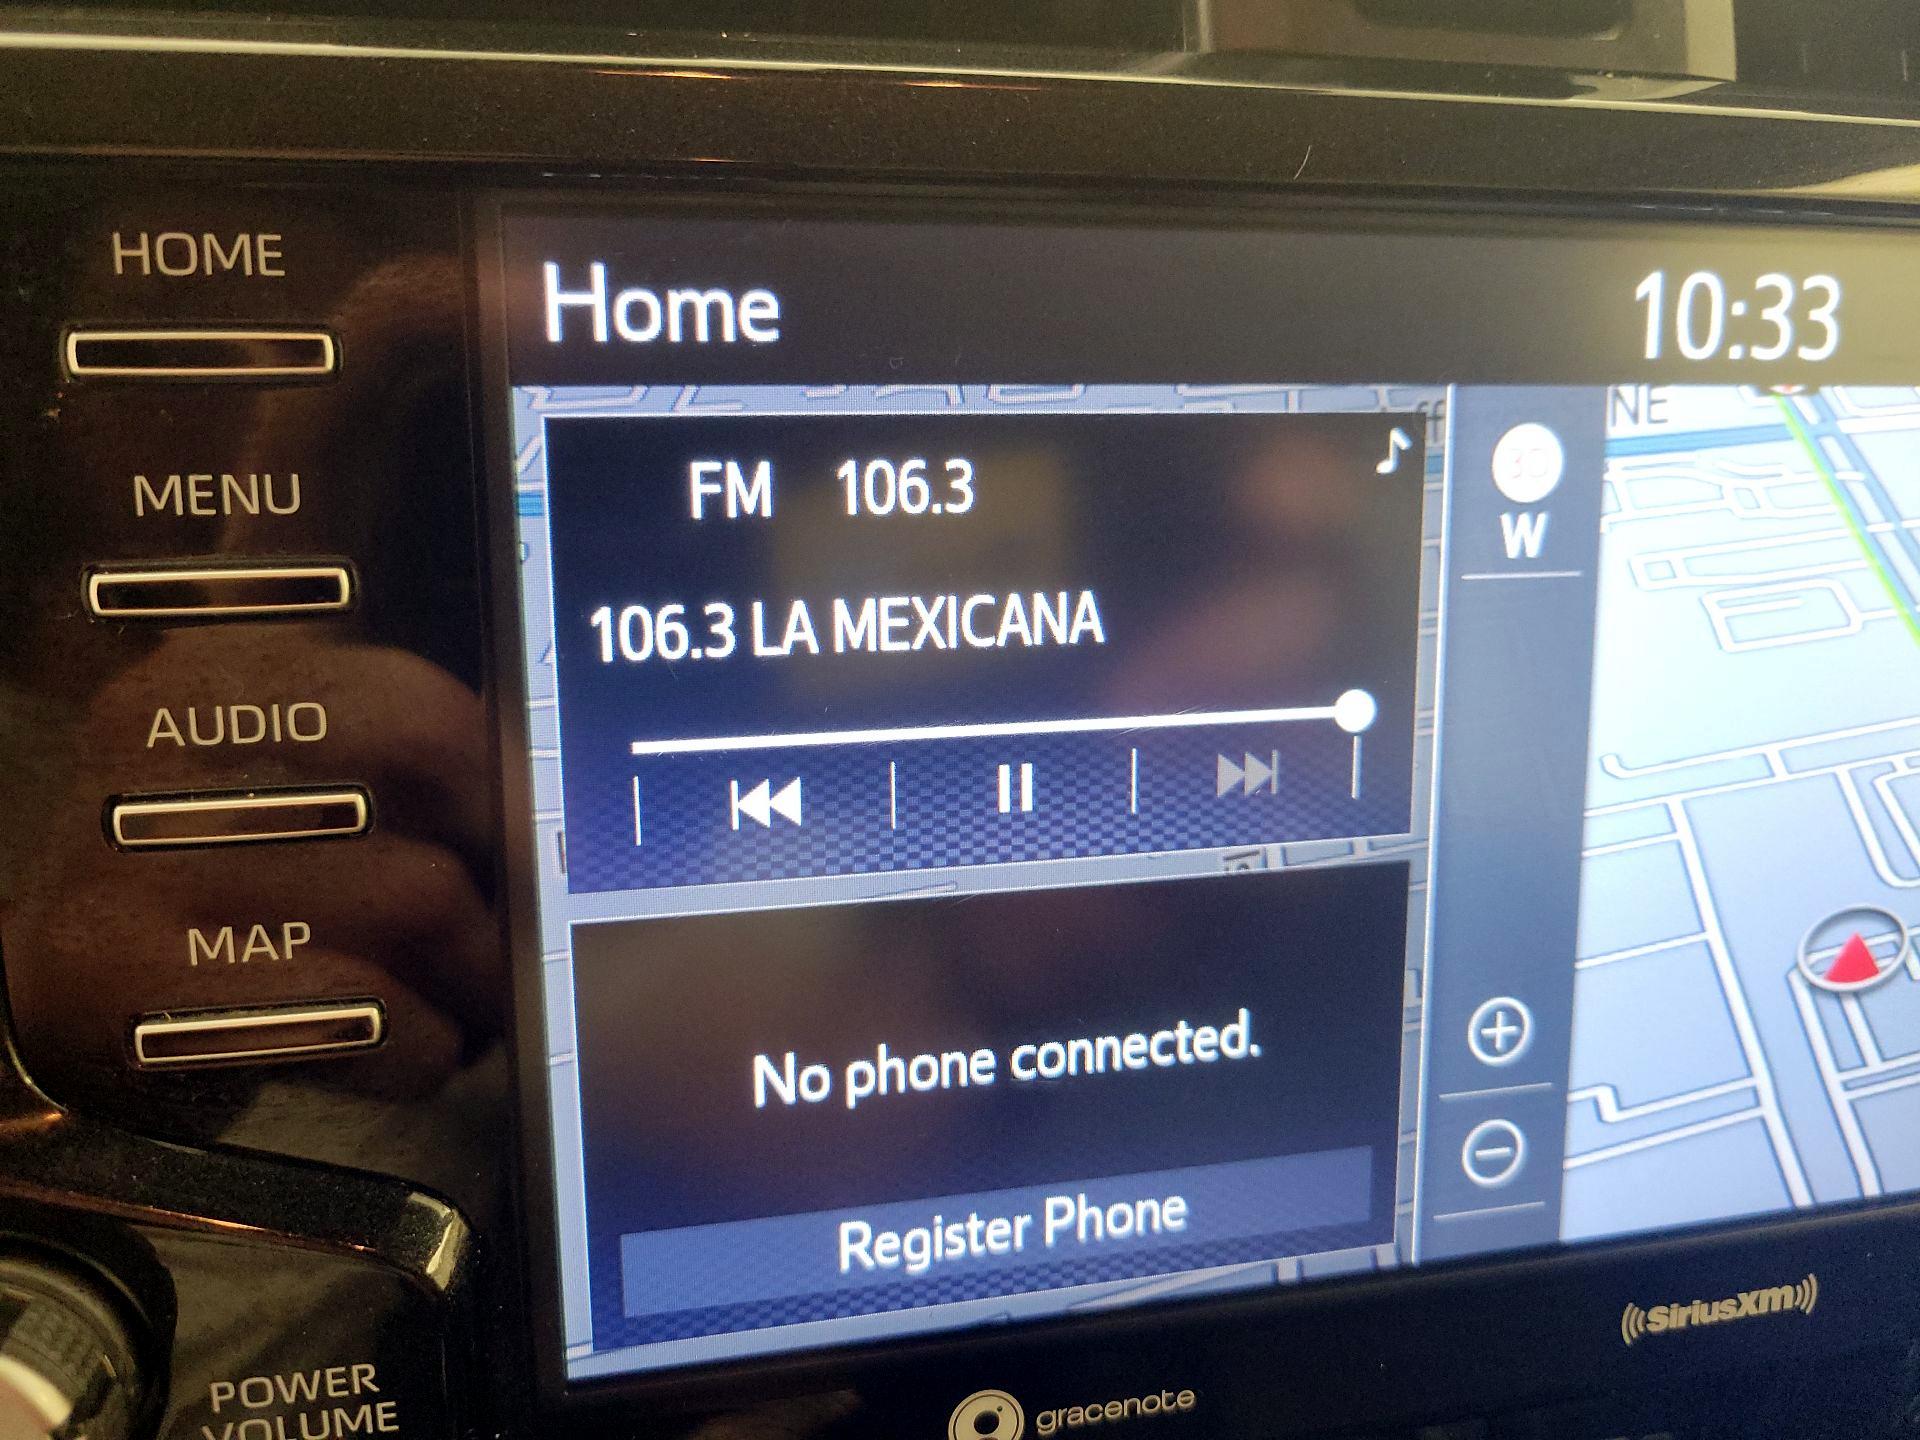 HOME
Home
10:33
NE
FM 106.3
30
W
MENU
106.3 LA MEXICANA
AUDIO
MAP
No phone connected.
Register Phone
((SiriusXM))
POWER
VOLUME
gracenote